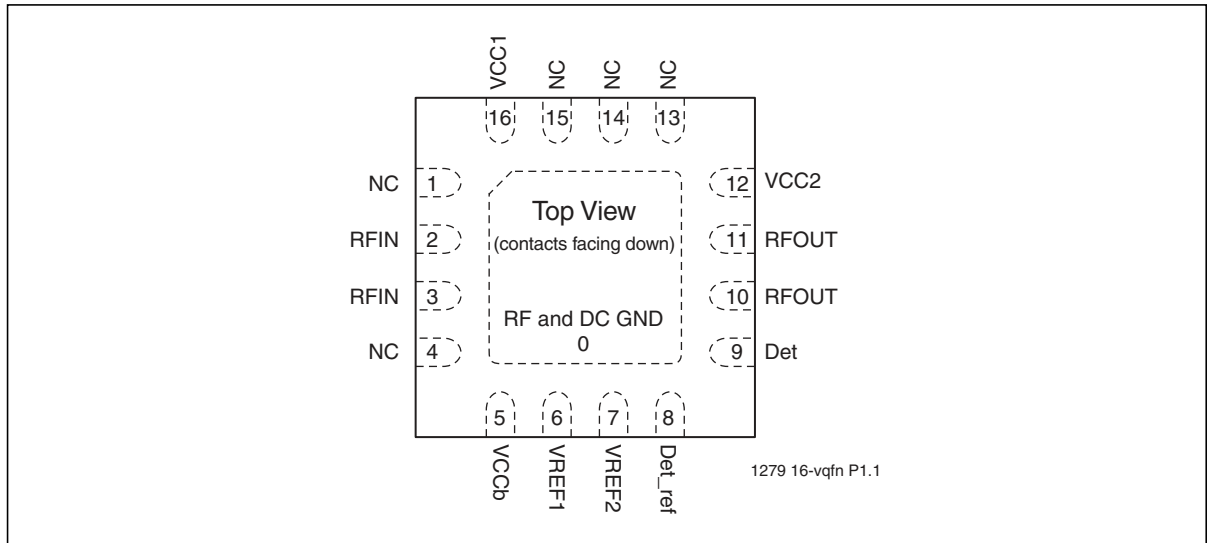 VCC1
NC
NC
NC
16
15
14
13
NC
1
12
VCC2
Top View
RFIN
2
(contacts facing down)
11
RFOUT
RFIN
3
10
RFOUT
RF and DC GND
NC
4
0
9
Det
5
6
7
8
VCCb
VREF1
VREF2
Det_ref
1279 16-vqfn P1.1